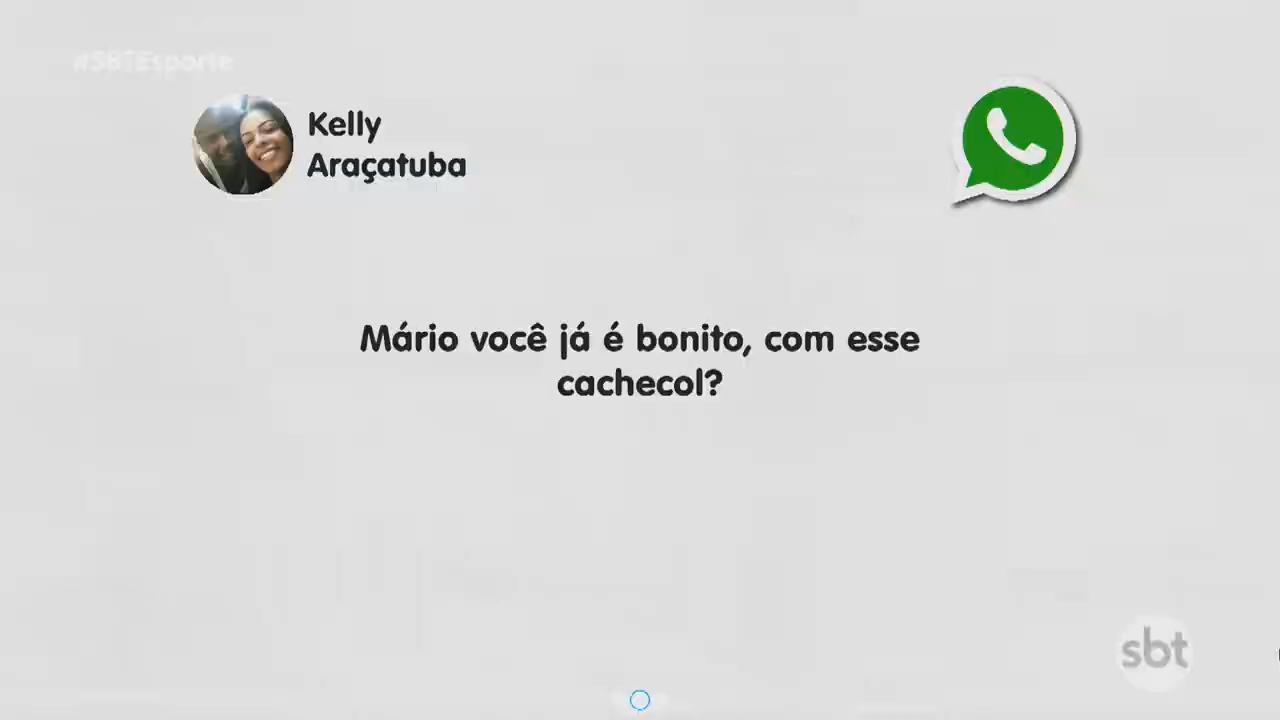 #SBTEsporte
Kelly
Araçatuba
Mário você já é bonito, com esse
cachecol?
sbt